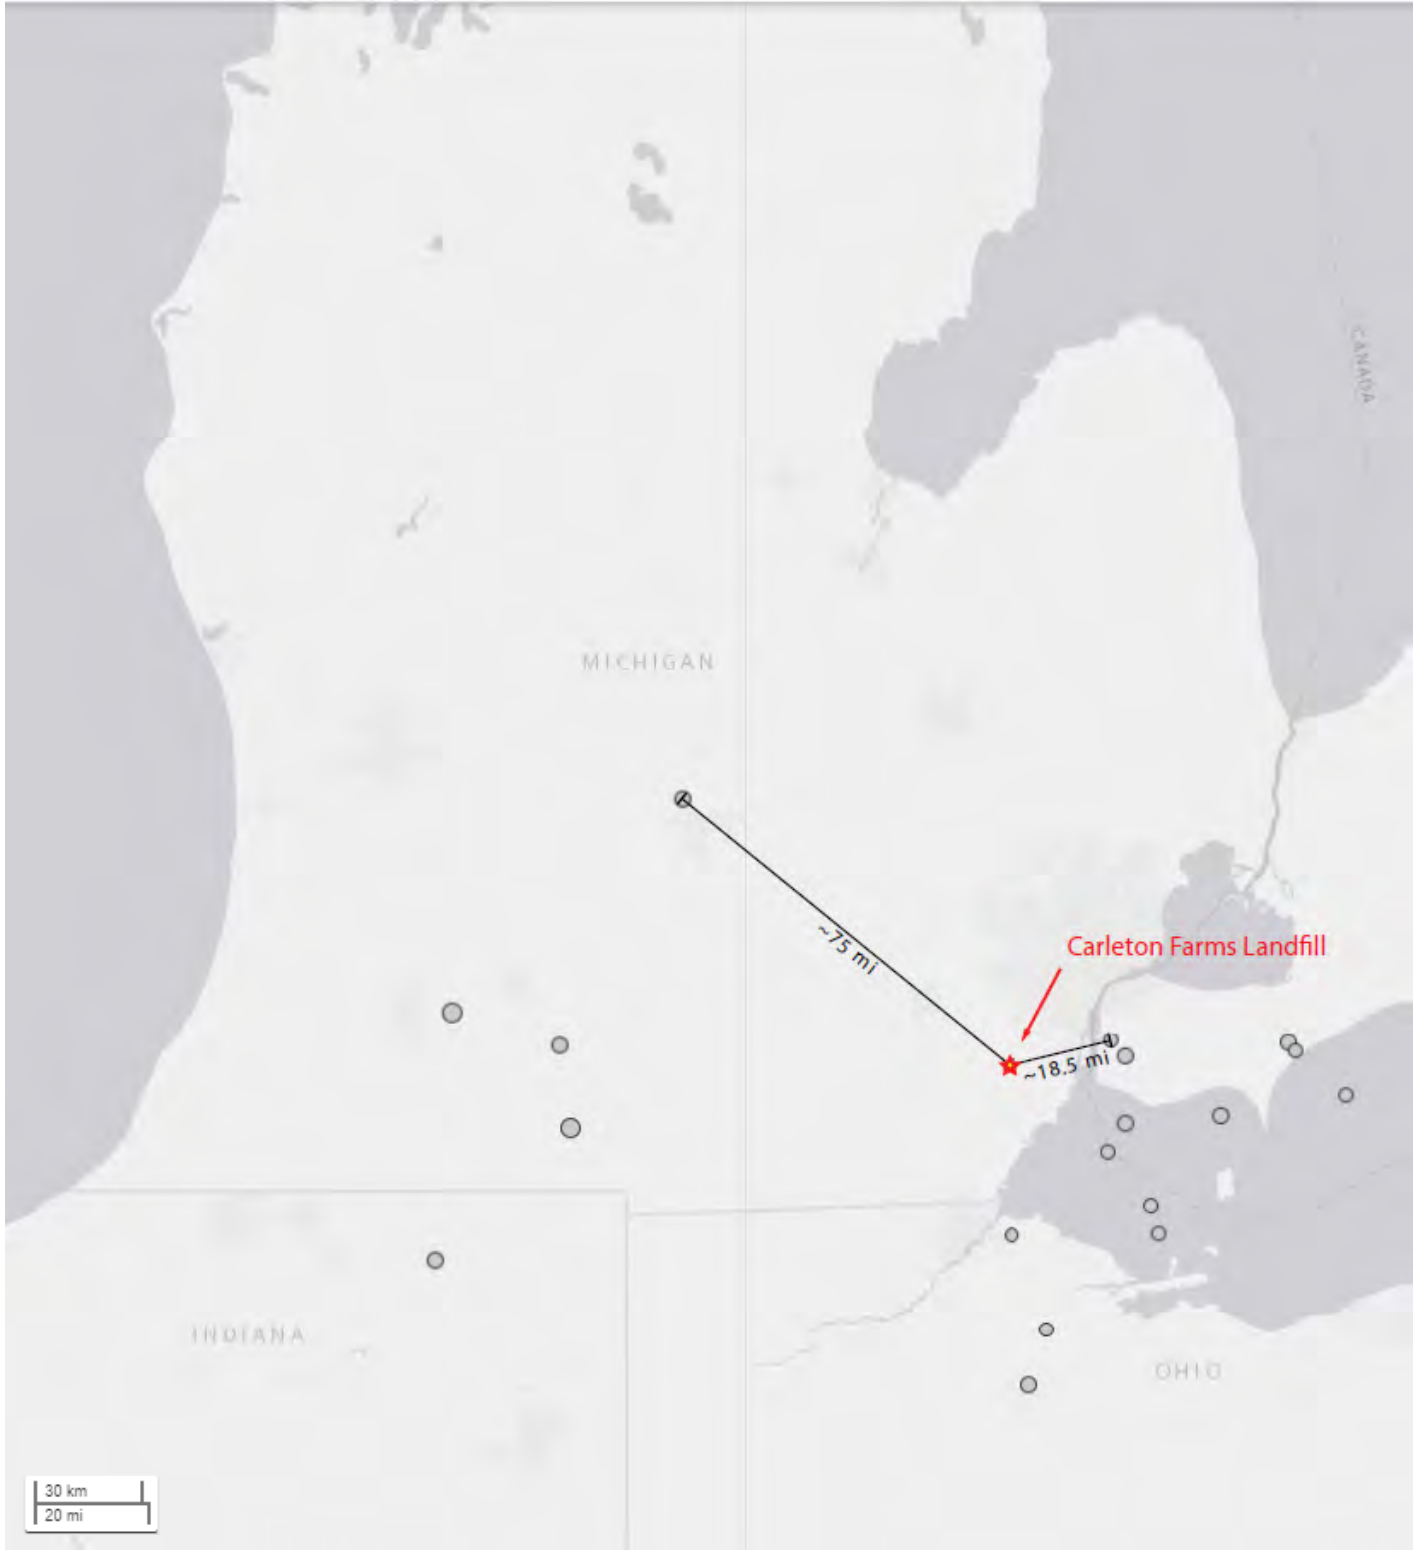 CANADA
MICHIGAN
~75 mi
Carleton Farms Landfill
~18.5 mi
INDIANA
OHIO
30 km
20 mi